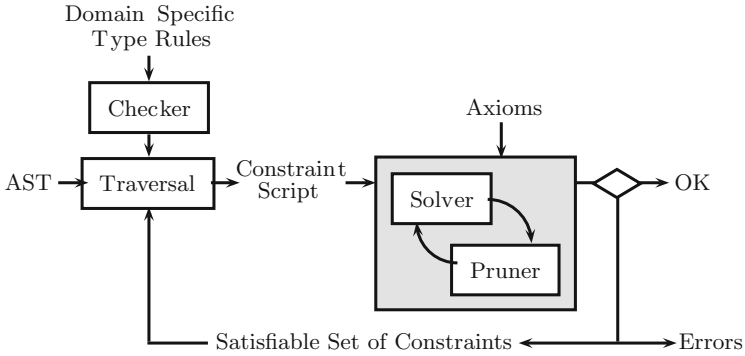 Domain Specific
Type Rules
Checker
Axioms
AST
Traversal
Constraint
Script
Solver
OK
Pruner
Satisfiable Set of Constraints
Errors